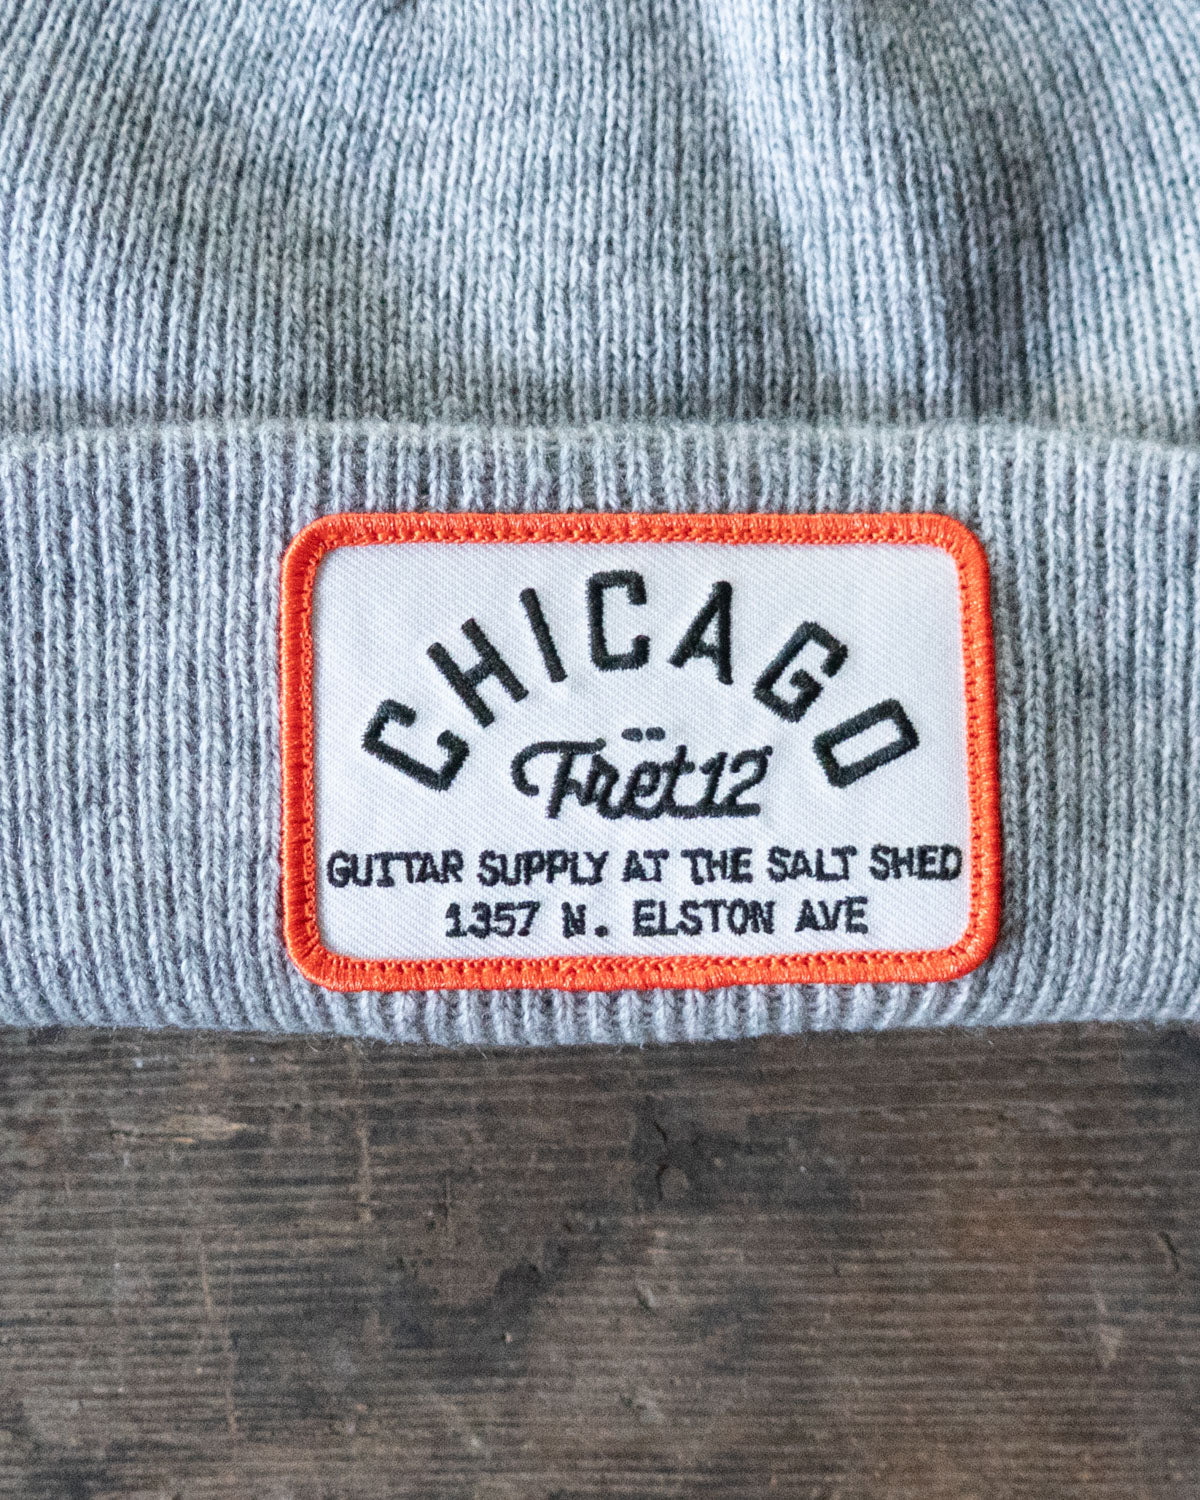 CHICAGO
Fret12
GUITAR SUPPLY AT THE SALT SHED
1357 N. ELSTON AVE